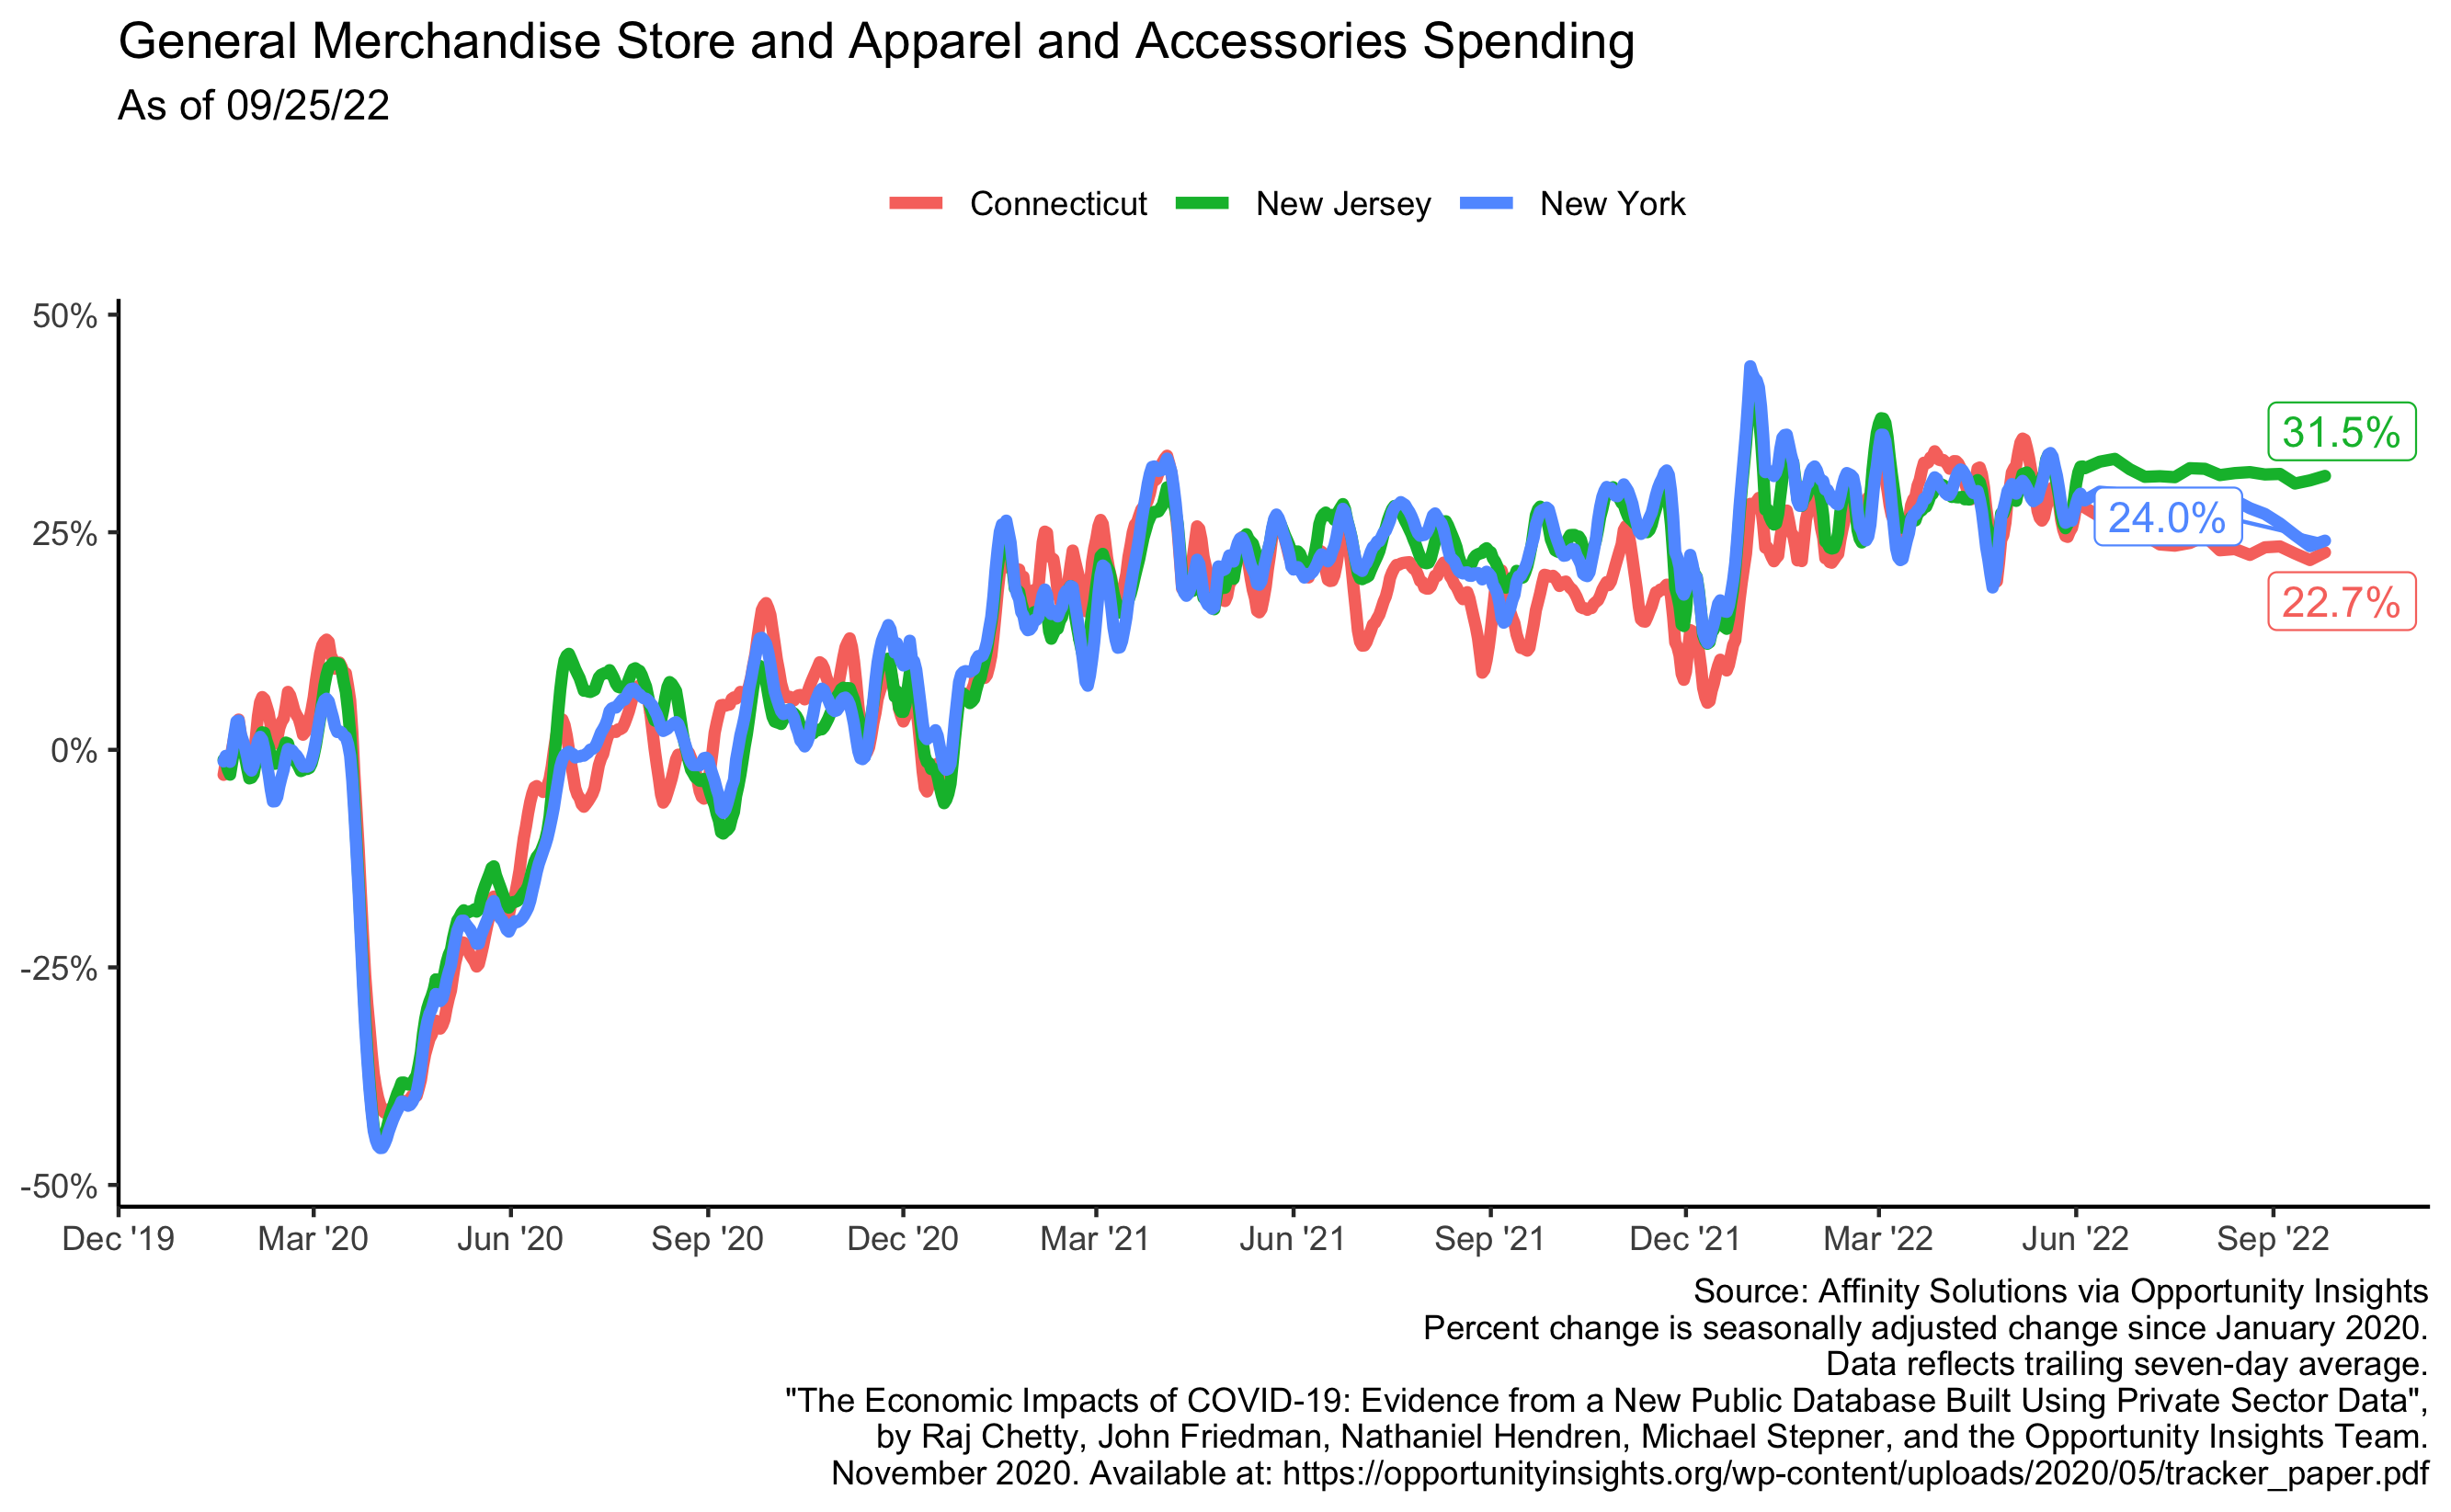 General Merchandise Store and Apparel and Accessories Spending
As of 09/25/22
Connecticut New Jersey New York
50%
25%
0%
-25%
-50%
31.5%
24.0%
22.7%
Dec '19 Mar '20 Jun '20 Sep '20 Dec '20 Mar '21 Jun '21 Sep '21 Dec '21 Mar '22 Jun '22 Sep '22
Source: Affinity Solutions via Opportunity Insights
Percent change is seasonally adjusted change since January 2020.
Data reflects trailing seven-day average.
"The Economic Impacts of COVID-19: Evidence from a New Public Database Built Using Private Sector Data",
by Raj Chetty, John Friedman, Nathaniel Hendren, Michael Stepner, and the Opportunity Insights Team.
November 2020. Available at: https://opportunityinsights.org/wp-content/uploads/2020/05/tracker_paper.pdf